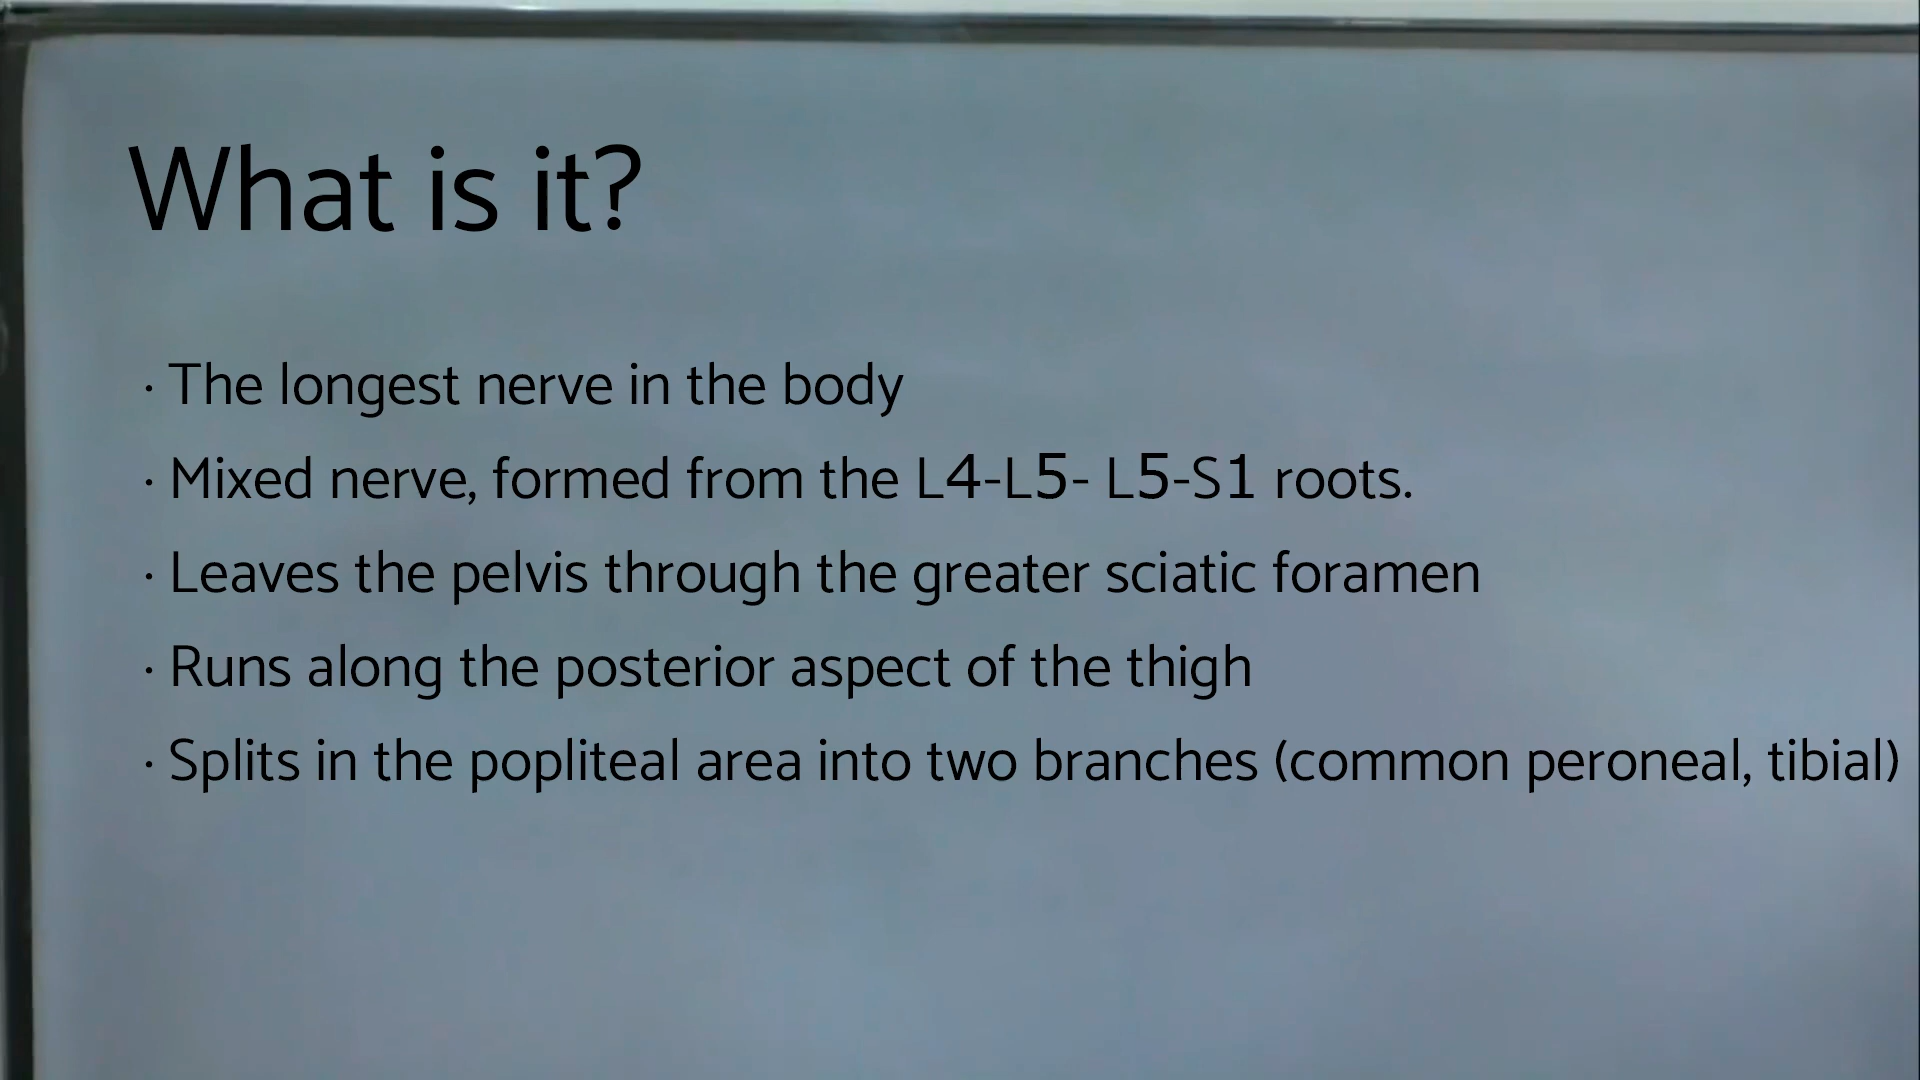 What is it?
· The longest nerve in the body
· Mixed nerve, formed from the L4-L5- L5-S1 roots.
· Leaves the pelvis through the greater sciatic foramen
· Runs along the posterior aspect of the thigh
· Splits in the popliteal area into two branches (common peroneal, tibial)